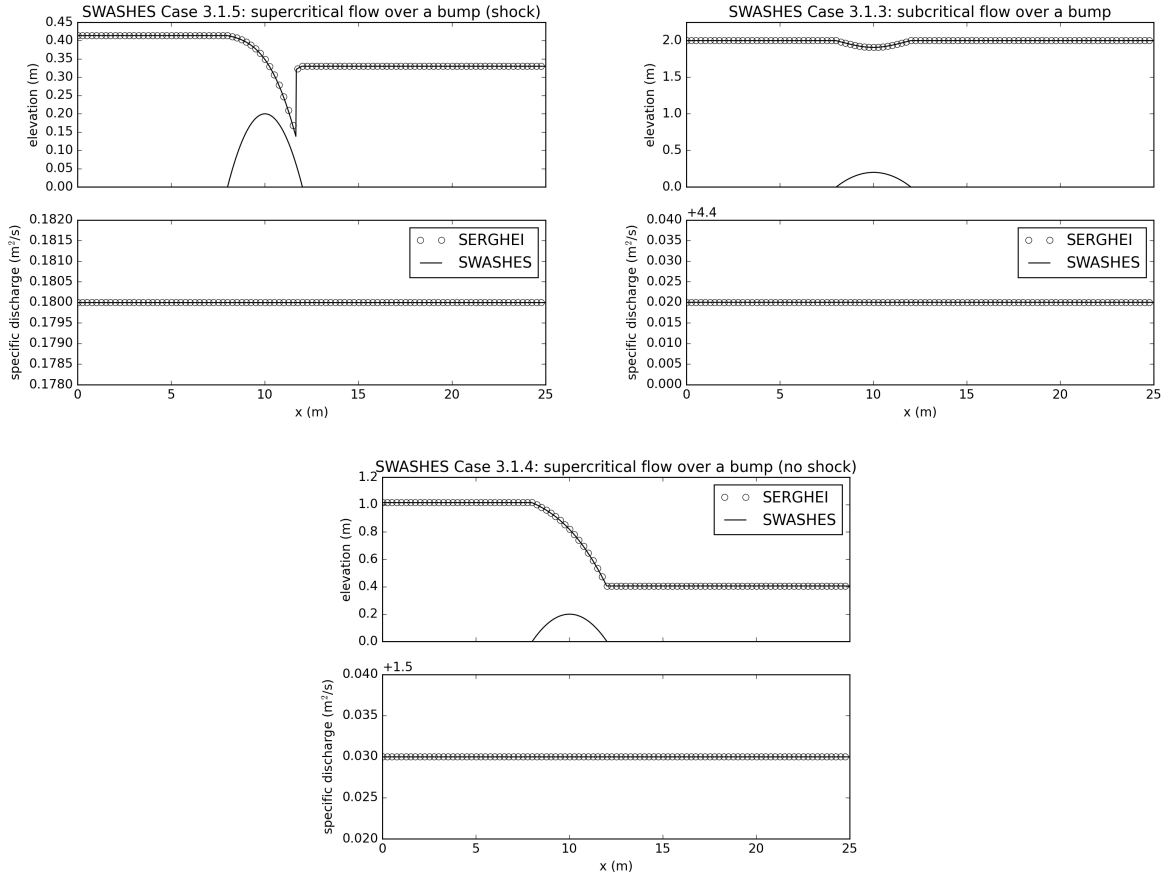 SWASHES Case 3.1.5: supercritical flow over a bump (shock)
0.45
0.40
0.35
0.30
0.25
0.20
0.15
0.10
0.05
0.00
elevation (m)
0.1820
0.1815
0.1810
0.1805
0.1800
0.1795
0.1790
0.1785
0.1780
specific discharge (m²/s)
SERGHEI
SWASHES
0 5 10 15 20 25
x (m)
SWASHES Case 3.1.3: subcritical flow over a bump
2.0
1.5
1.0
0.5
0.0
elevation (m)
+4.4
0.040
0.035
0.030
0.025
0.020
0.015
0.010
0.005
0.000
specific discharge (m²/s)
SERGHEI
SWASHES
0 5 10 15 20 25
x (m)
SWASHES Case 3.1.4: supercritical flow over a bump (no shock)
1.2
1.0
0.8
0.6
0.4
0.2
0.0
elevation (m)
SERGHEI
SWASHES
+1.5
0.040
0.035
0.030
0.025
0.020
specific discharge (m²/s)
0 5 10 15 20 25
x (m)